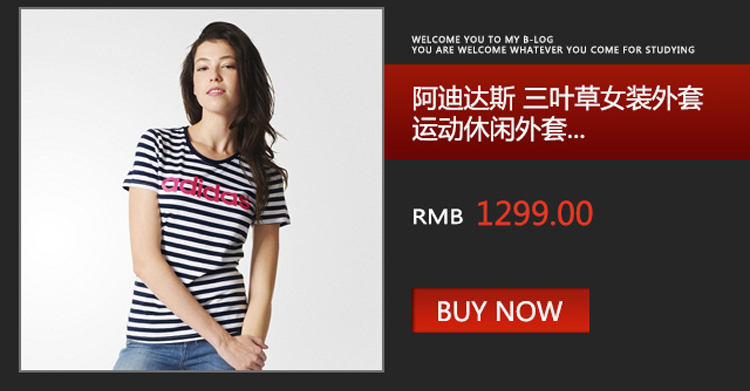 WELCOME YOU TO MY B-LOG
YOU ARE WELCOME WHATEVER YOU COME FOR STUDYING
阿迪达斯 三叶草女装外套
运动休闲外套...
adidas
RMB 1299.00
BUY NOW